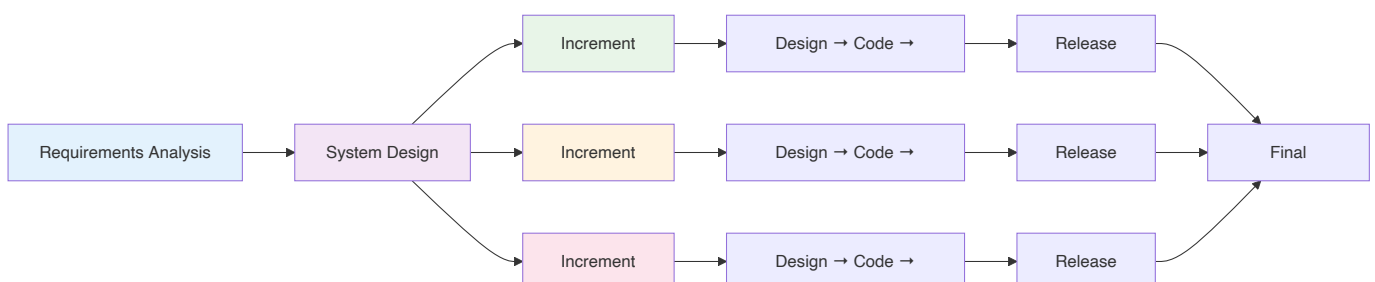 Increment
Design → Code →
Release
Requirements Analysis
System Design
Increment
Design → Code →
Release
Final
Increment
Design → Code →
Release